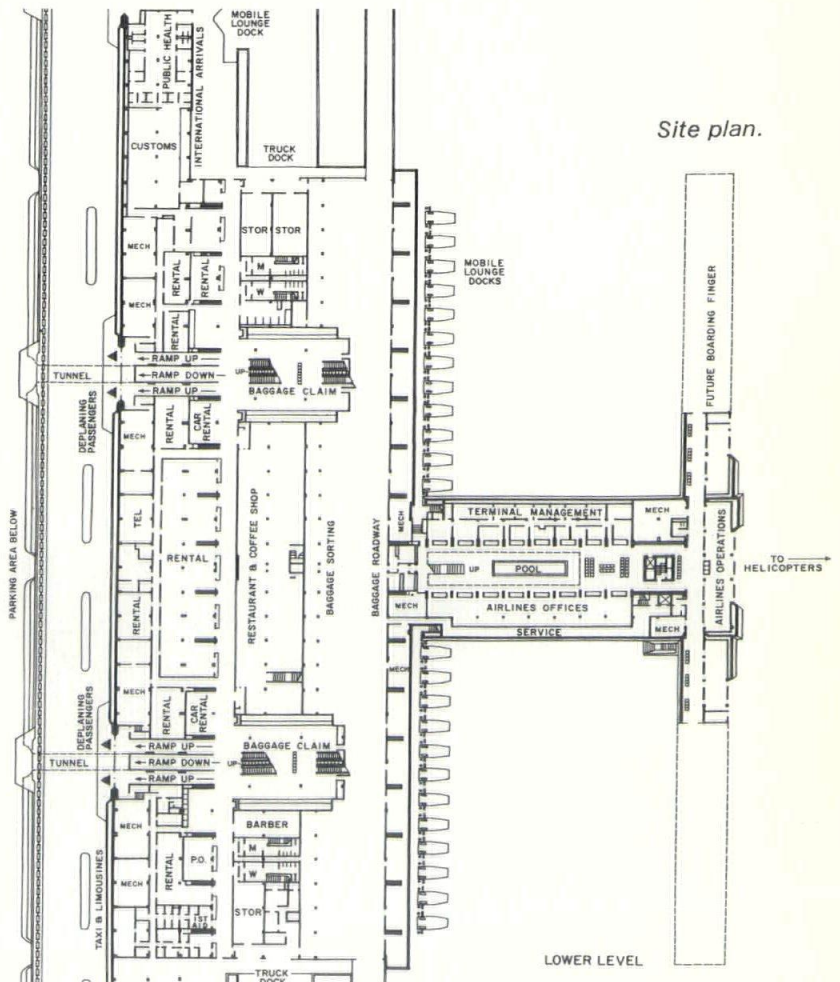 MOBILE
LOUNGE
DOCK
PUBLIC HEALTH
INTERNATIONAL ARRIVALS
Site plan.
CUSTOMS
TRUCK
DOCK
STOR
STOR
MECH
RENTAL
RENTAL
M
W
MOBILE
LOUNGE
DOCKS
FUTURE BOARDING FINGER
MECH
RENTAL
RAMP UP
TUNNEL
RAMP DOWN
UP
RAMP UP
BAGGAGE CLAIM
DEPLANING
PASSENGERS
MECH
RENTAL
CAR
RENTAL
PARKING AREA BELOW
TEL
RENTAL
RESTAURANT & COFFEE SHOP
BAGGAGE SORTING
BAGGAGE ROADWAY
MECH
TERMINAL MANAGEMENT
MECH
UP
POOL
AIRLINES OPERATIONS
TO
HELICOPTERS
RENTAL
MECH
AIRLINES OFFICES
SERVICE
MECH
MECH
MECH
RENTAL
CAR
RENTAL
DEPLANING
PASSENGERS
RAMP UP
BAGGAGE CLAIM
TUNNEL
RAMP DOWN
UP
RAMP UP
MECH
BARBER
M
W
RENTAL
P.O.
MECH
TAXI & LIMOUSINES
STOR
1ST
AID
LOWER LEVEL
TRUCK
DOCK